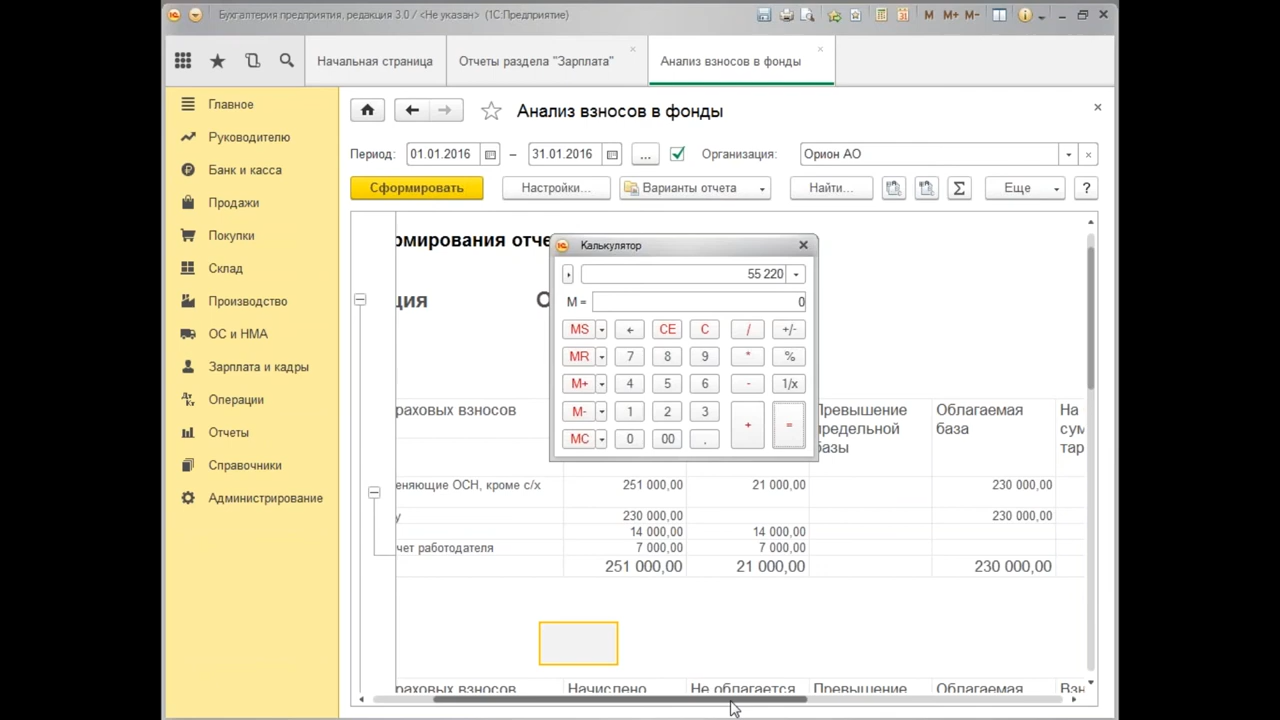 Бухгалтерия предприятия, редакция 3.0 / <Не указан> (1С:Предприятие)
M M+ M-
Начальная страница
Отчеты раздела "Зарплата"
Анализ взносов в фонды
Главное
Руководителю
Банк и касса
Продажи
Покупки
Склад
Производство
ОС и НМА
Зарплата и кадры
Операции
Отчеты
Справочники
Администрирование
Анализ взносов в фонды
Период: 01.01.2016 – 31.01.2016 ... Организация: Орион АО
Сформировать Настройки... Варианты отчета Найти... Σ Еще ?
рмирования отче
ция О
Калькулятор
55 220
M = 0
MS ← CE C / +/-
MR 7 8 9 * %
M+ 4 5 6 - 1/x
M- 1 2 3 + =
MC 0 00 .
раховых взносов
Превышение предельной базы
Облагаемая база
На сум тар
еняющие ОСН, кроме с/х 251 000,00 21 000,00 230 000,00
у 230 000,00 230 000,00
14 000,00 14 000,00
чет работодателя 7 000,00 7 000,00
251 000,00 21 000,00 230 000,00
раховых взносов Начислено Не облагается Превышение Облагаемая Взн